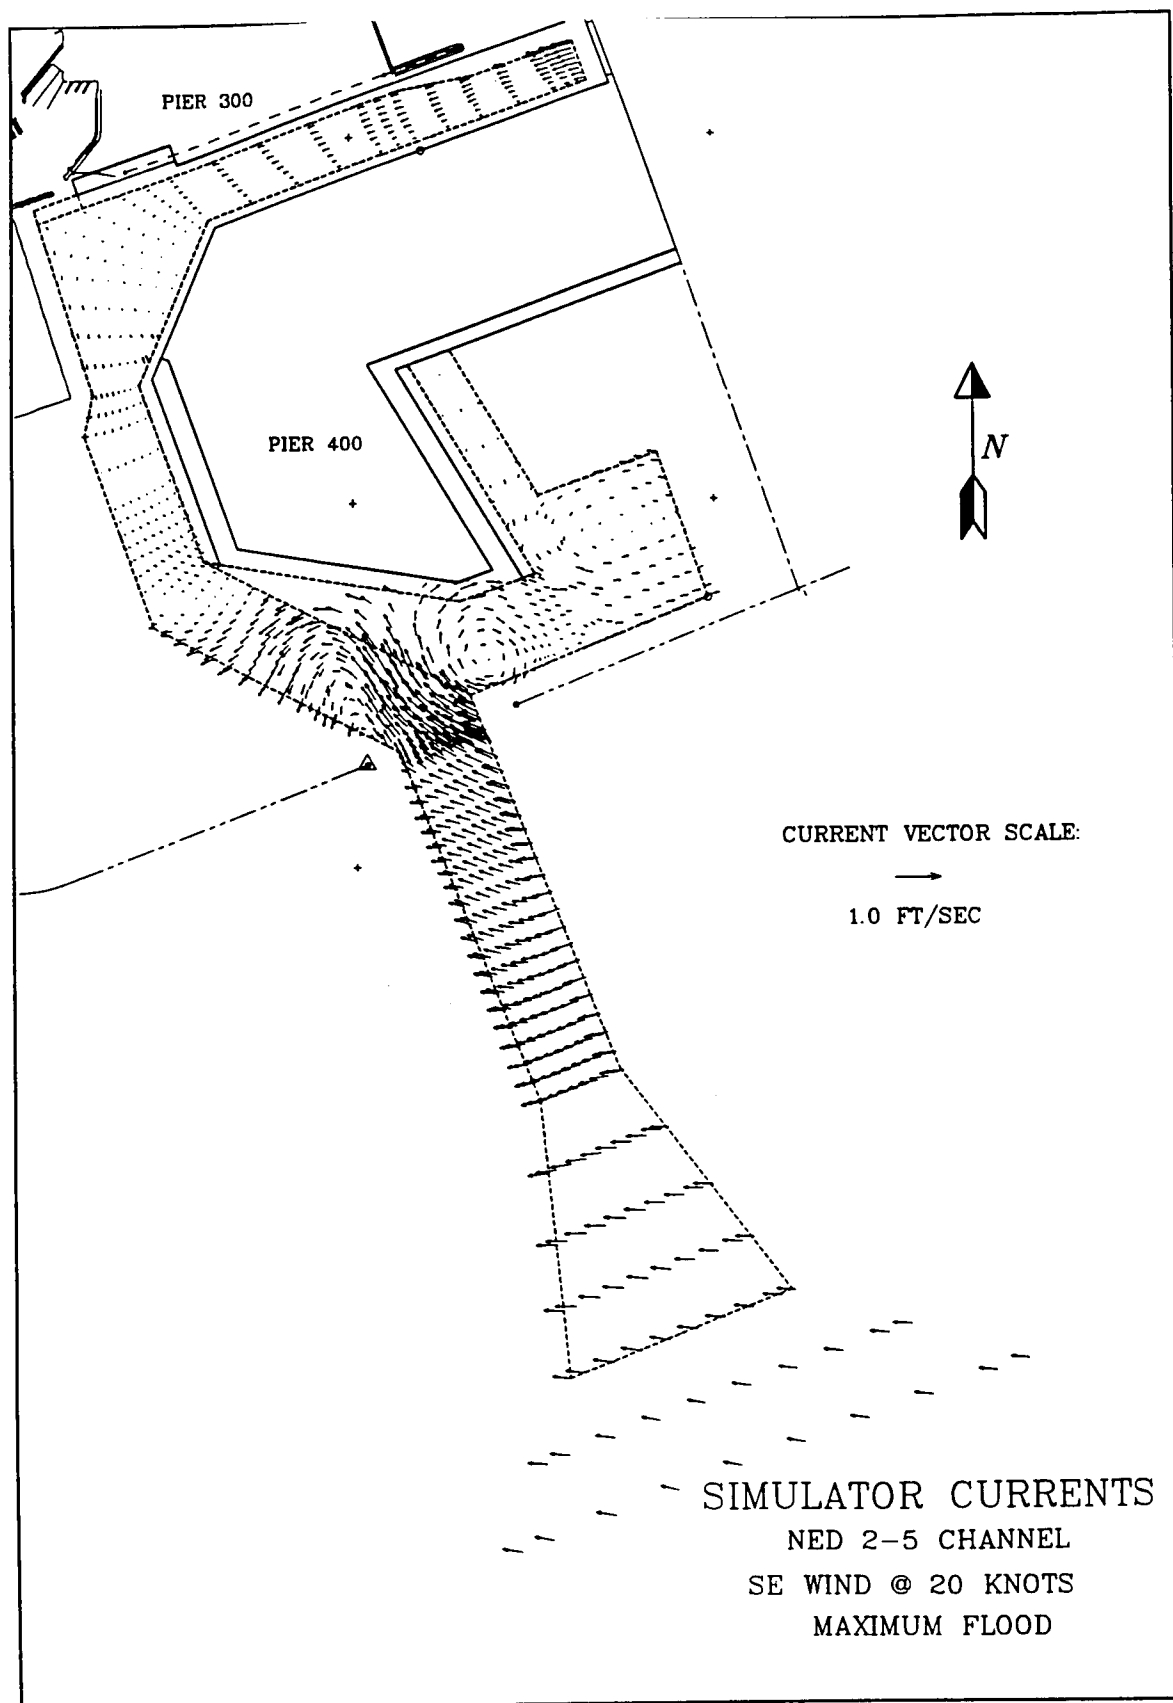 PIER 300
PIER 400
N
CURRENT VECTOR SCALE:
1.0 FT/SEC
SIMULATOR CURRENTS
NED 2-5 CHANNEL
SE WIND @ 20 KNOTS
MAXIMUM FLOOD